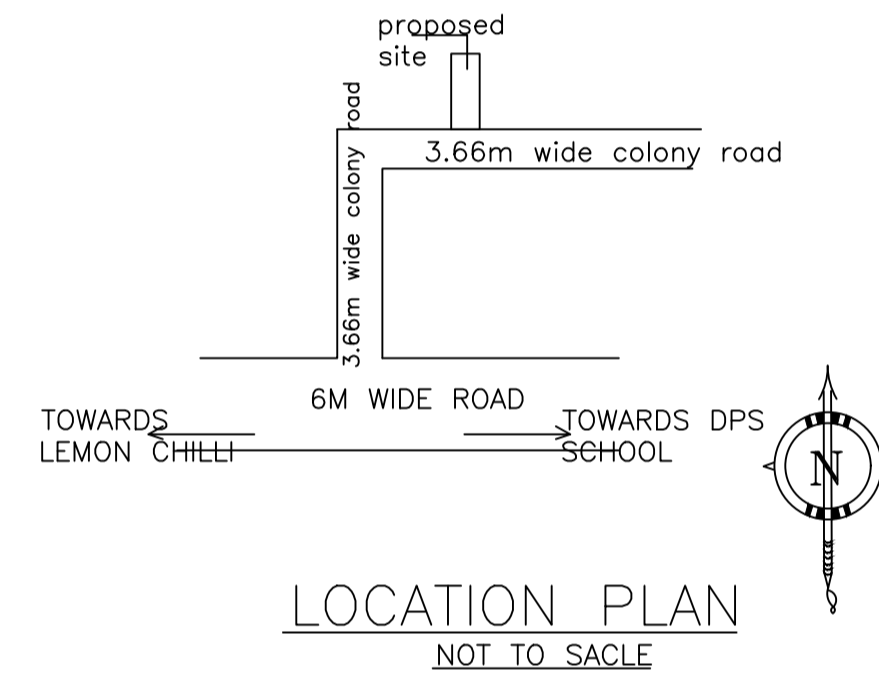 proposed
site
3.66m wide colony road
3.66m wide colony road
6M WIDE ROAD
TOWARDS
LEMON CHILLI
TOWARDS DPS
SCHOOL
N
LOCATION PLAN
NOT TO SACLE